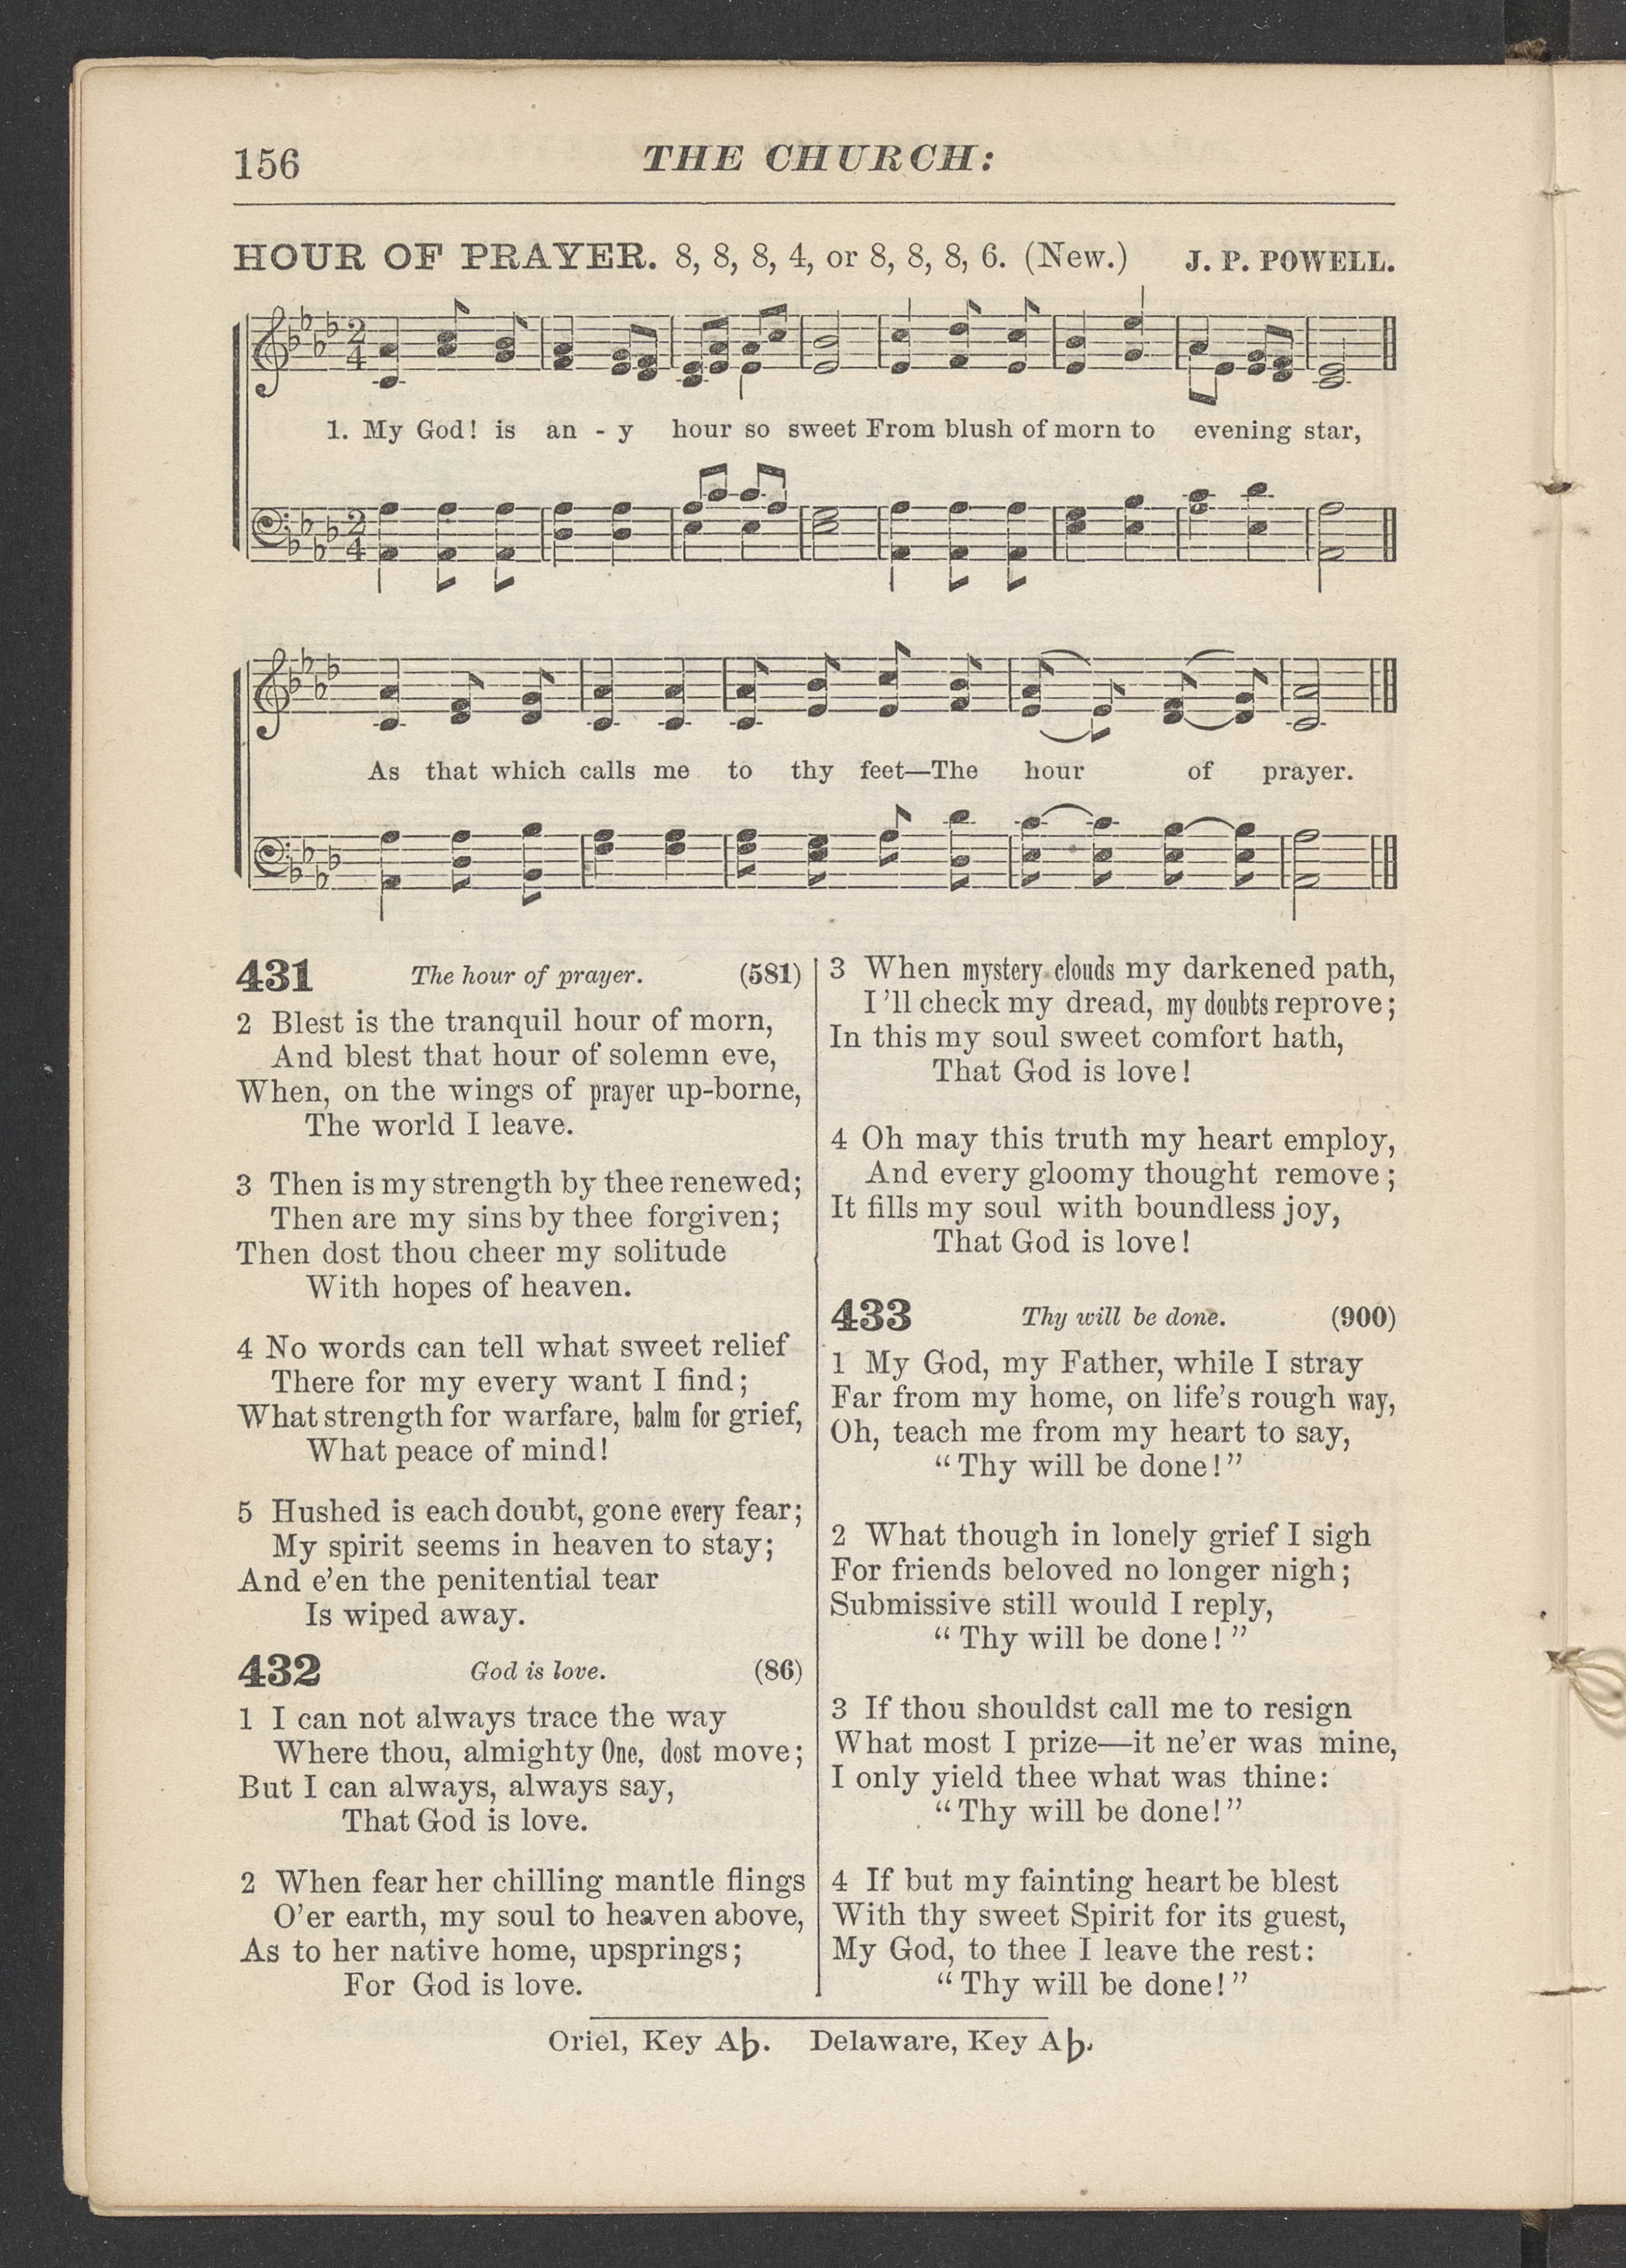 156
THE CHURCH:
HOUR OF PRAYER. 8, 8, 8, 4, or 8, 8, 8, 6. (New.) J. P. POWELL.
2
4
1. My God! is an - y hour so sweet From blush of morn to evening star,
2
4
As that which calls me to thy feet—The hour of prayer.
431 The hour of prayer. (581)
2 Blest is the tranquil hour of morn,
And blest that hour of solemn eve,
When, on the wings of prayer up-borne,
The world I leave.
3 Then is my strength by thee renewed;
Then are my sins by thee forgiven;
Then dost thou cheer my solitude
With hopes of heaven.
4 No words can tell what sweet relief
There for my every want I find;
What strength for warfare, balm for grief,
What peace of mind!
5 Hushed is each doubt, gone every fear;
My spirit seems in heaven to stay;
And e'en the penitential tear
Is wiped away.
432 God is love. (86)
1 I can not always trace the way
Where thou, almighty One, dost move;
But I can always, always say,
That God is love.
2 When fear her chilling mantle flings
O'er earth, my soul to heaven above,
As to her native home, upsprings;
For God is love.
3 When mystery clouds my darkened path,
I'll check my dread, my doubts reprove;
In this my soul sweet comfort hath,
That God is love!
4 Oh may this truth my heart employ,
And every gloomy thought remove;
It fills my soul with boundless joy,
That God is love!
433 Thy will be done. (900)
1 My God, my Father, while I stray
Far from my home, on life's rough way,
Oh, teach me from my heart to say,
"Thy will be done!"
2 What though in lonely grief I sigh
For friends beloved no longer nigh;
Submissive still would I reply,
"Thy will be done!"
3 If thou shouldst call me to resign
What most I prize—it ne'er was mine,
I only yield thee what was thine:
"Thy will be done!"
4 If but my fainting heart be blest
With thy sweet Spirit for its guest,
My God, to thee I leave the rest:
"Thy will be done!"
Oriel, Key A♭. Delaware, Key A♭.